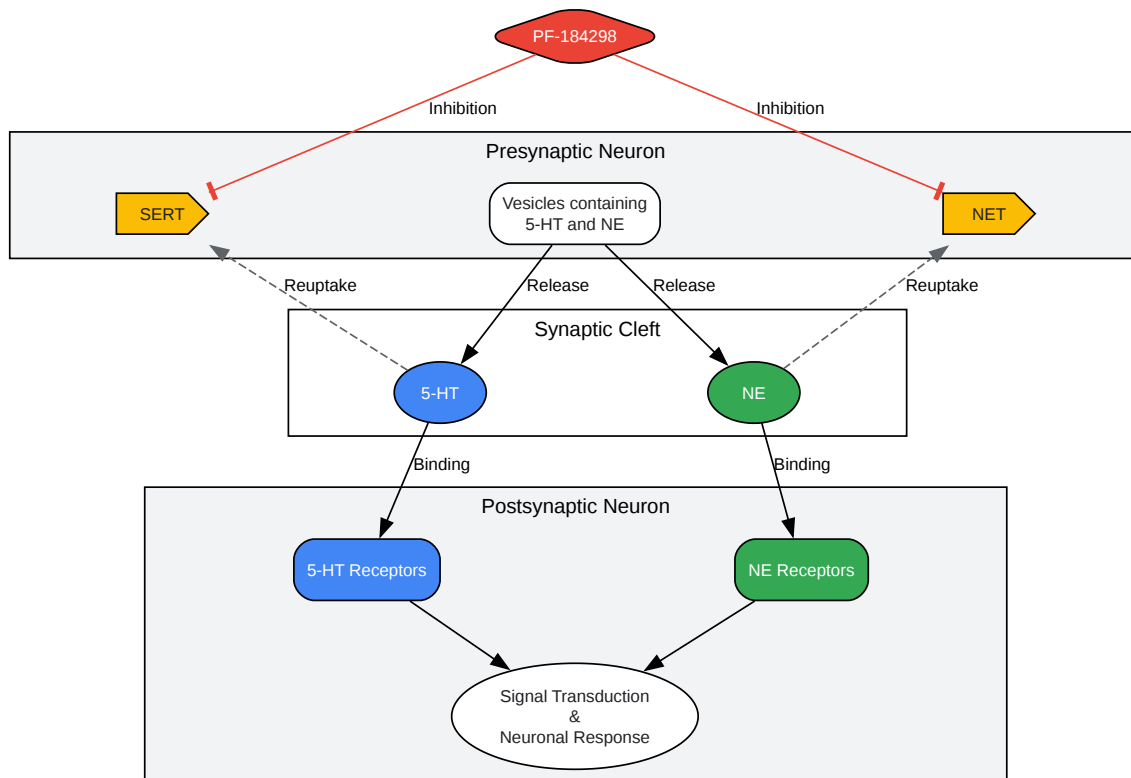 PF-184298
Inhibition
Inhibition
Presynaptic Neuron
SERT
Vesicles containing
5-HT and NE
NET
Reuptake
Release
Release
Reuptake
Synaptic Cleft
5-HT
NE
Binding
Binding
Postsynaptic Neuron
5-HT Receptors
NE Receptors
Signal Transduction
&
Neuronal Response